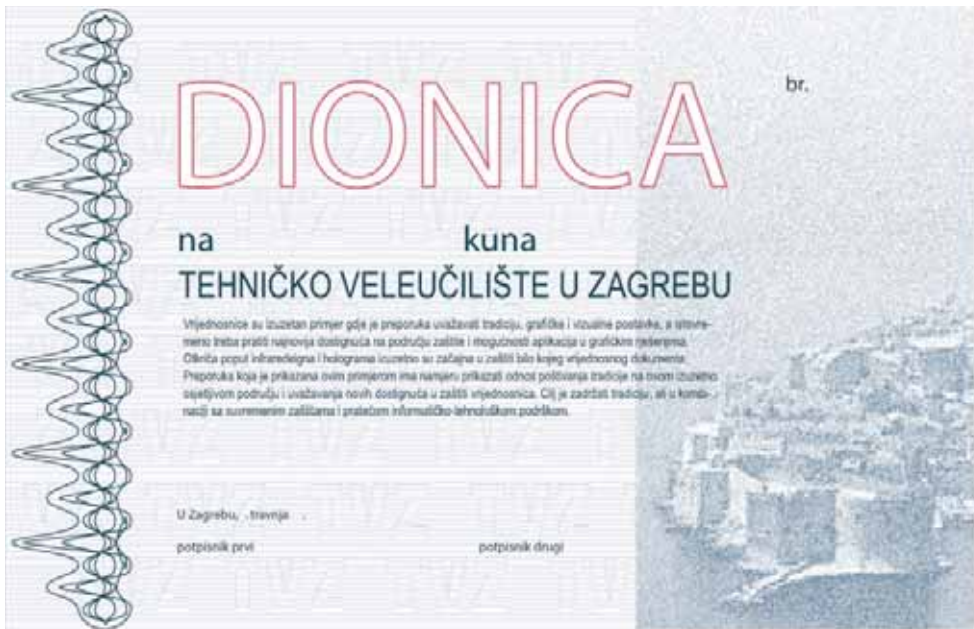 DIONICA
br.
na kuna
TEHNIČKO VELEUČILIŠTE U ZAGREBU
Vrijednosnice su izuzetan primjer gdje je preporuka uvažavati tradiciju, grafičke i vizualne postavke, a istovre-
meno treba pratiti najnovija dostignuća na području zaštite i mogućnosti aplikacija u grafičkim rješenjima.
poput infraredeigna i holograma izuzetno su začajna u zaštiti bilo kojeg vrijednosnog dokumenta.
Preporuka koja je prikazana ovim primjerom ima namjeru prikazati odnos poštivanja tradicije na ovom izuzetno
osjetljivom području i uvažavanja novih dostignuća u zaštiti vrijednosnica. Cilj je zadržati tradiciju, ali u kombi-
naciji sa suvremenim zaštitama i pratećom informatičko-tehnološkom podrškom.
U Zagrebu, . travnja .
potpisnik prvi potpisnik drugi